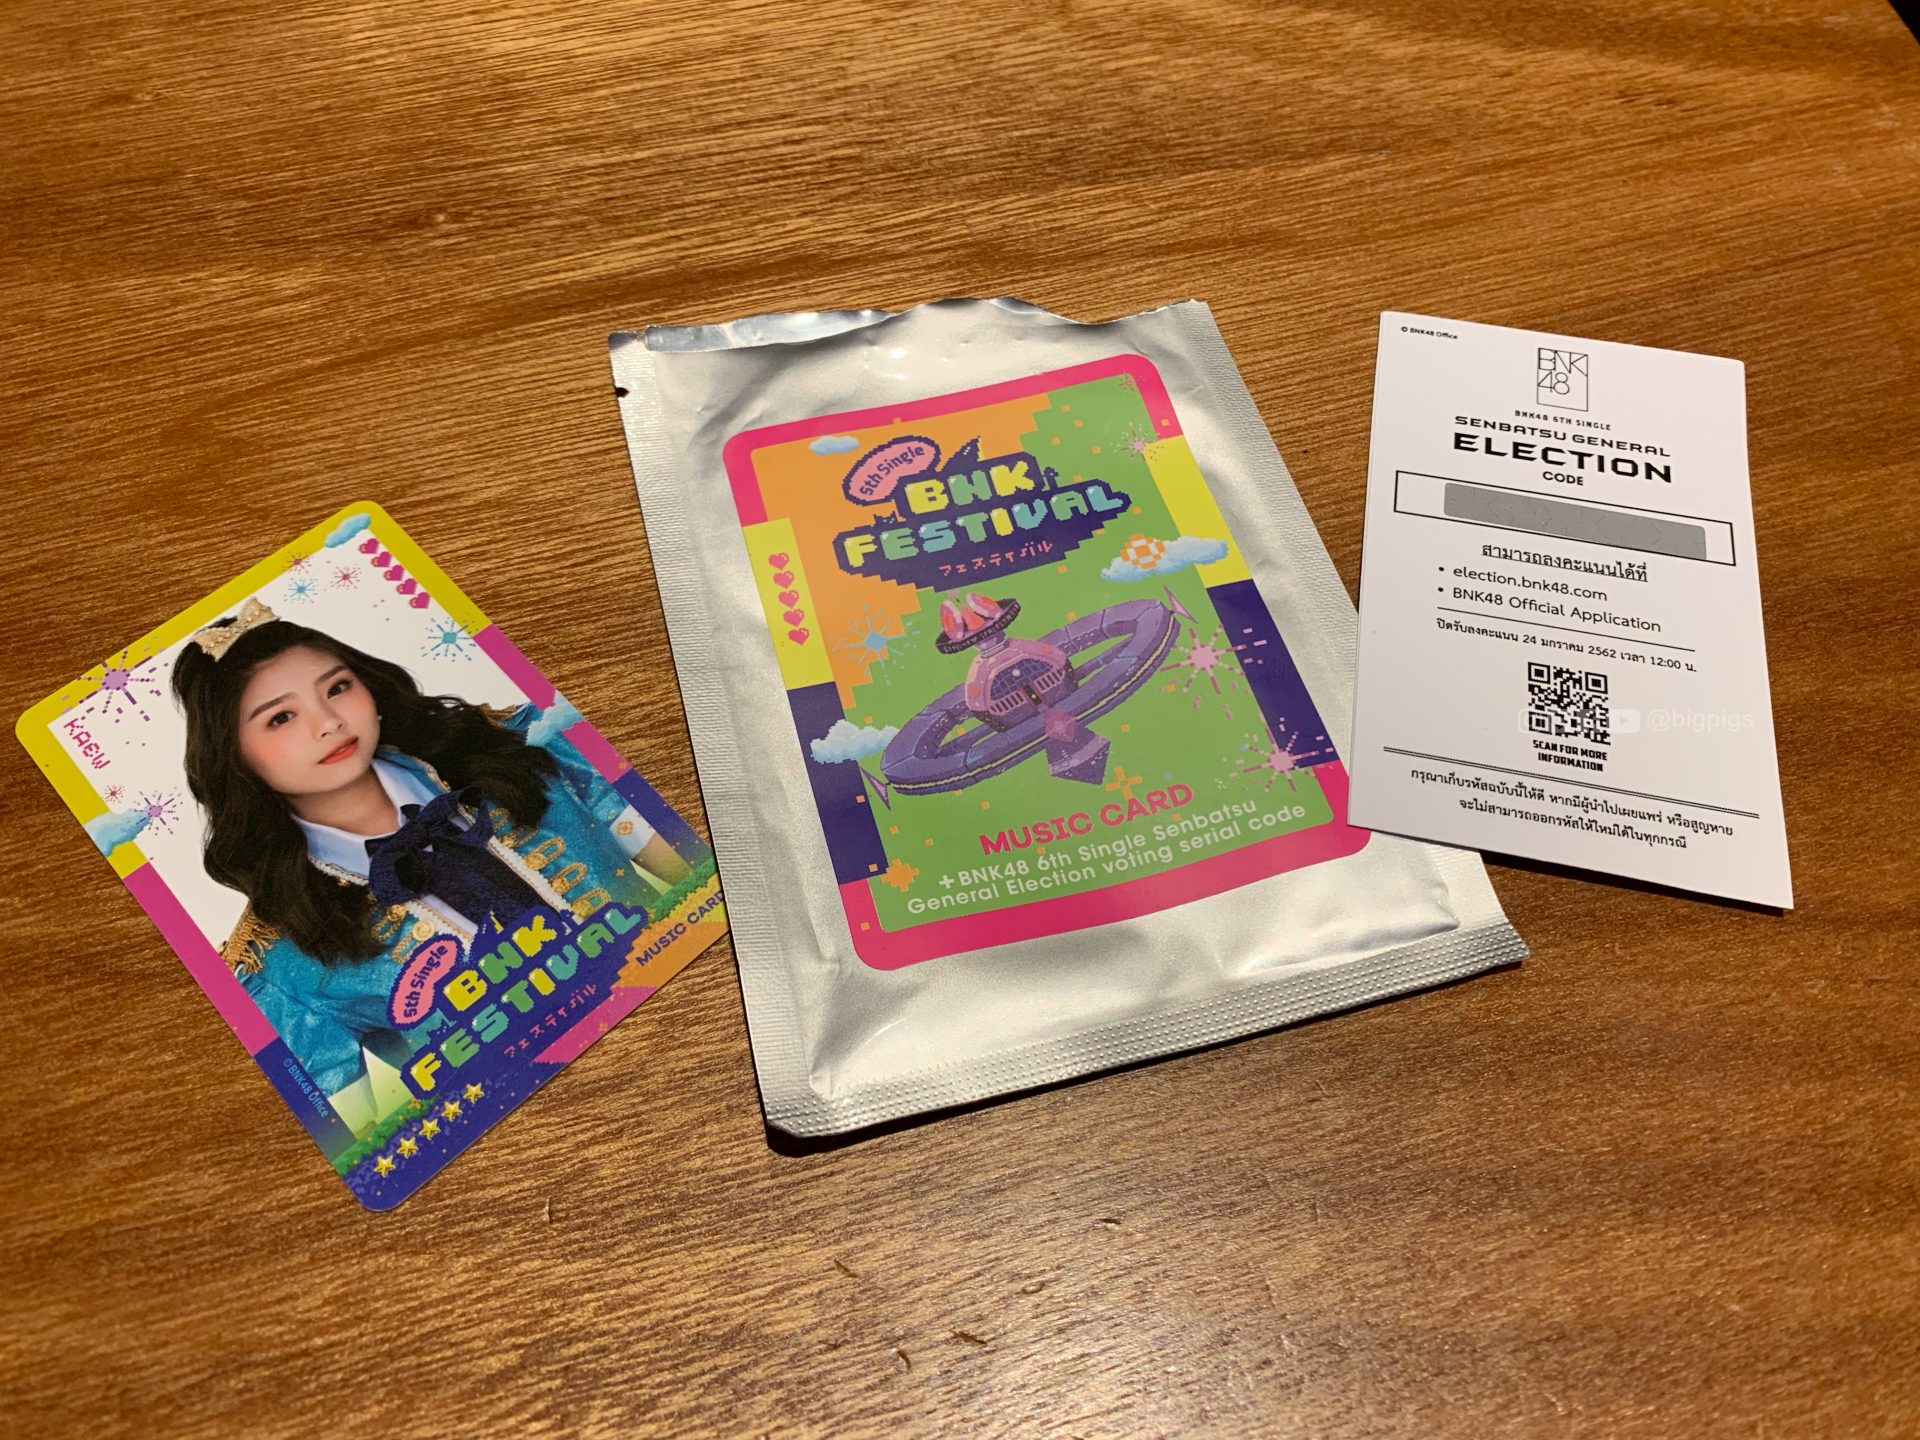 KAEW
5th Single
BNK
FESTIVAL
フェスティバル
MUSIC CARD
©BNK48 Office
5th Single
BNK
FESTIVAL
フェスティバル
MUSIC CARD
+BNK48 6th Single Senbatsu
General Election voting serial code
© BNK48 Office
BNK
48
BNK48 6TH SINGLE
SENBATSU GENERAL
ELECTION
CODE
สามารถลงคะแนนได้ที่
• election.bnk48.com
• BNK48 Official Application
ปิดรับลงคะแนน 24 มกราคม 2562 เวลา 12:00 น.
@bigpigs
SCAN FOR MORE
INFORMATION
กรุณาเก็บรหัสฉบับนี้ให้ดี หากมีผู้นำไปเผยแพร่ หรือสูญหาย
จะไม่สามารถออกรหัสให้ใหม่ได้ในทุกกรณี